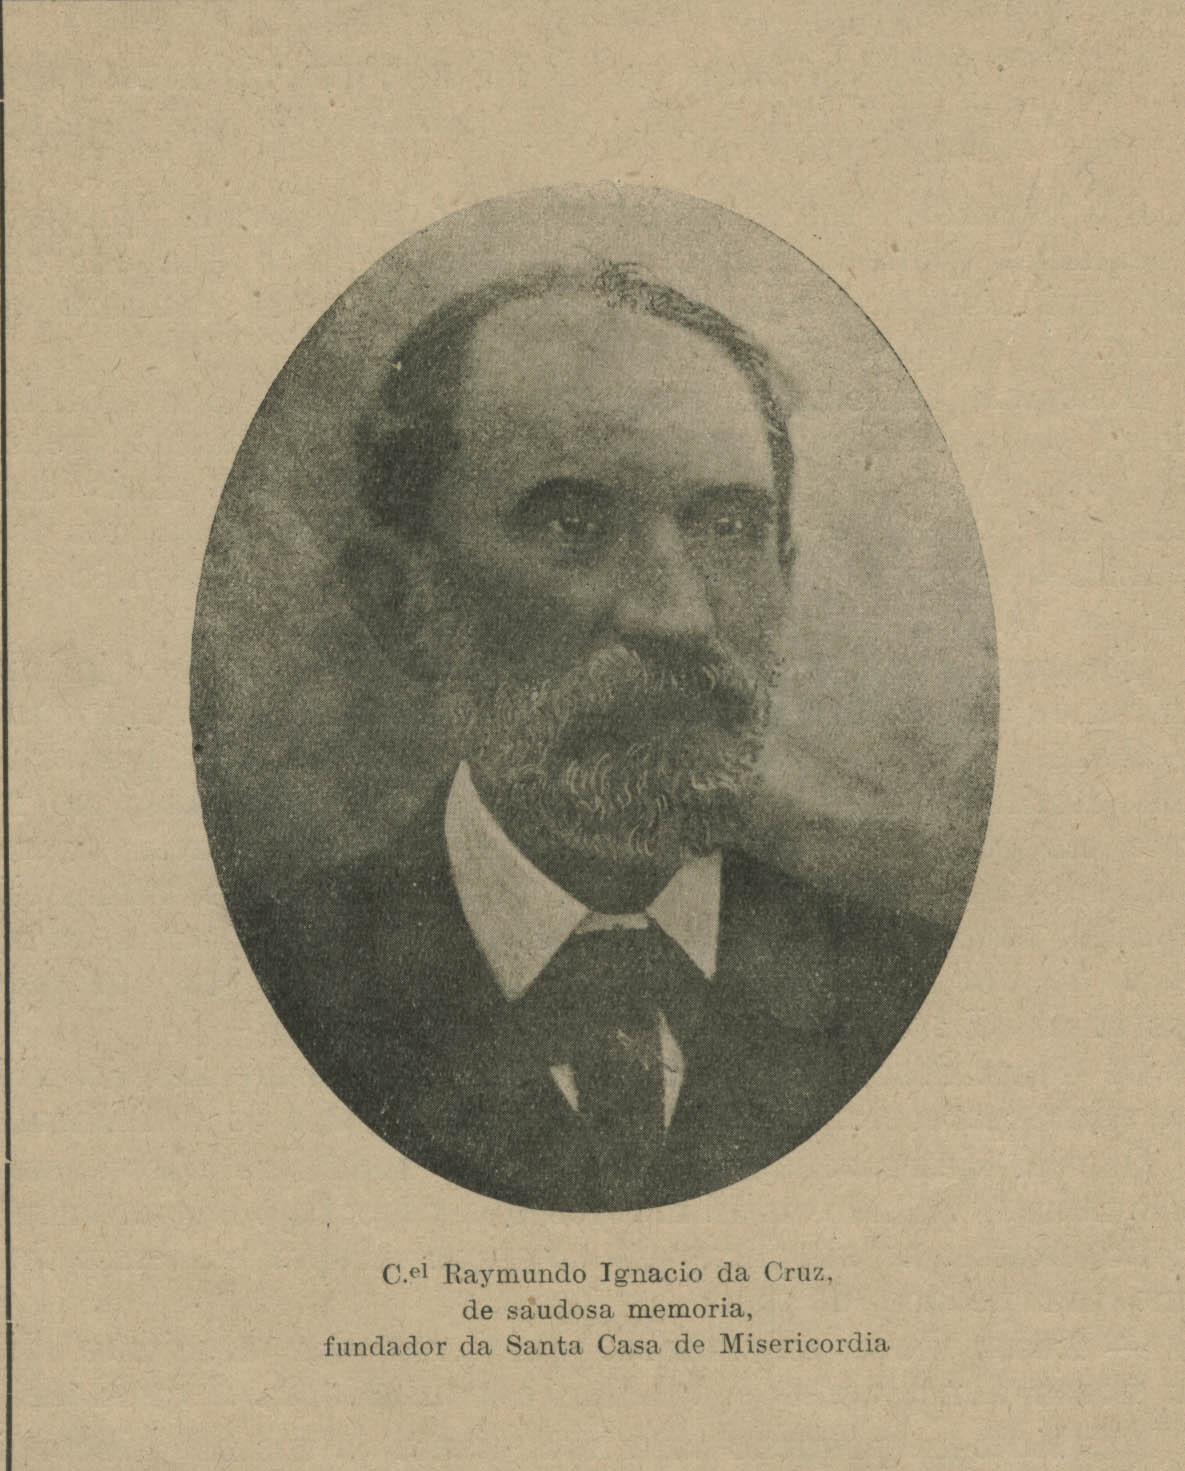 C.el Raymundo Ignacio da Cruz,
de saudosa memoria,
fundador da Santa Casa de Misericordia